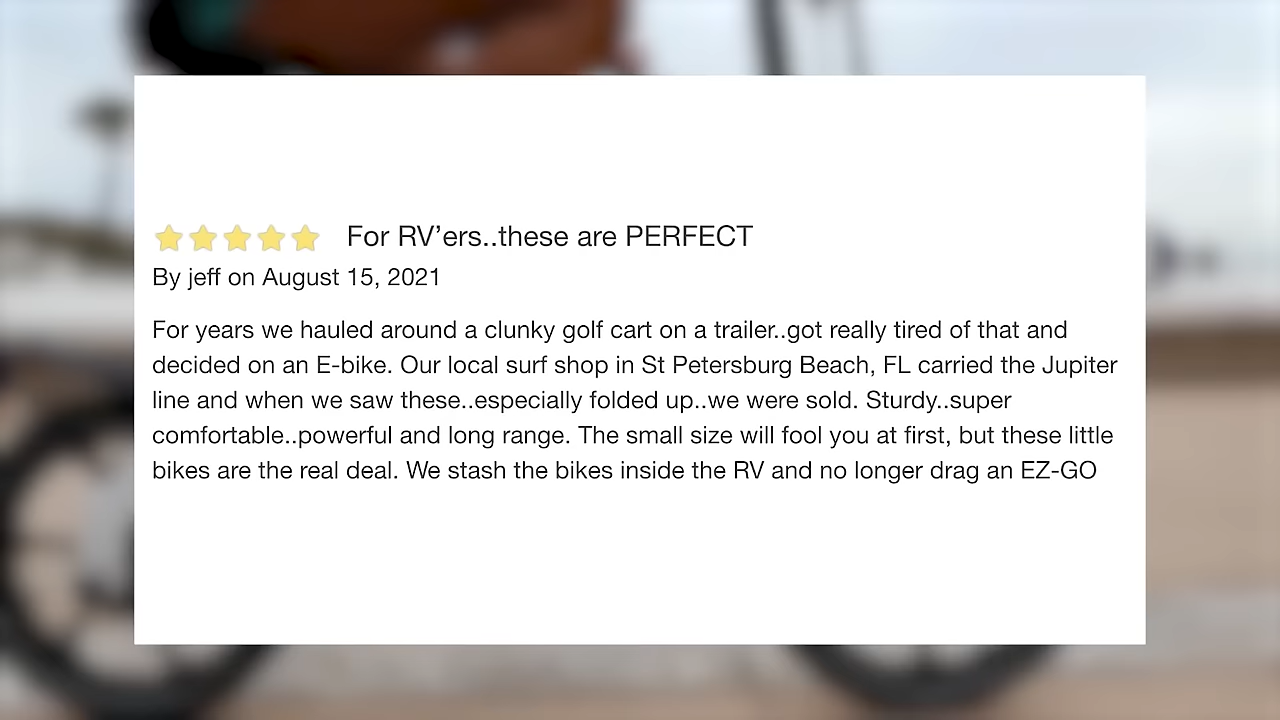 For RV’ers..these are PERFECT
By jeff on August 15, 2021
For years we hauled around a clunky golf cart on a trailer..got really tired of that and
decided on an E-bike. Our local surf shop in St Petersburg Beach, FL carried the Jupiter
line and when we saw these..especially folded up..we were sold. Sturdy..super
comfortable..powerful and long range. The small size will fool you at first, but these little
bikes are the real deal. We stash the bikes inside the RV and no longer drag an EZ-GO